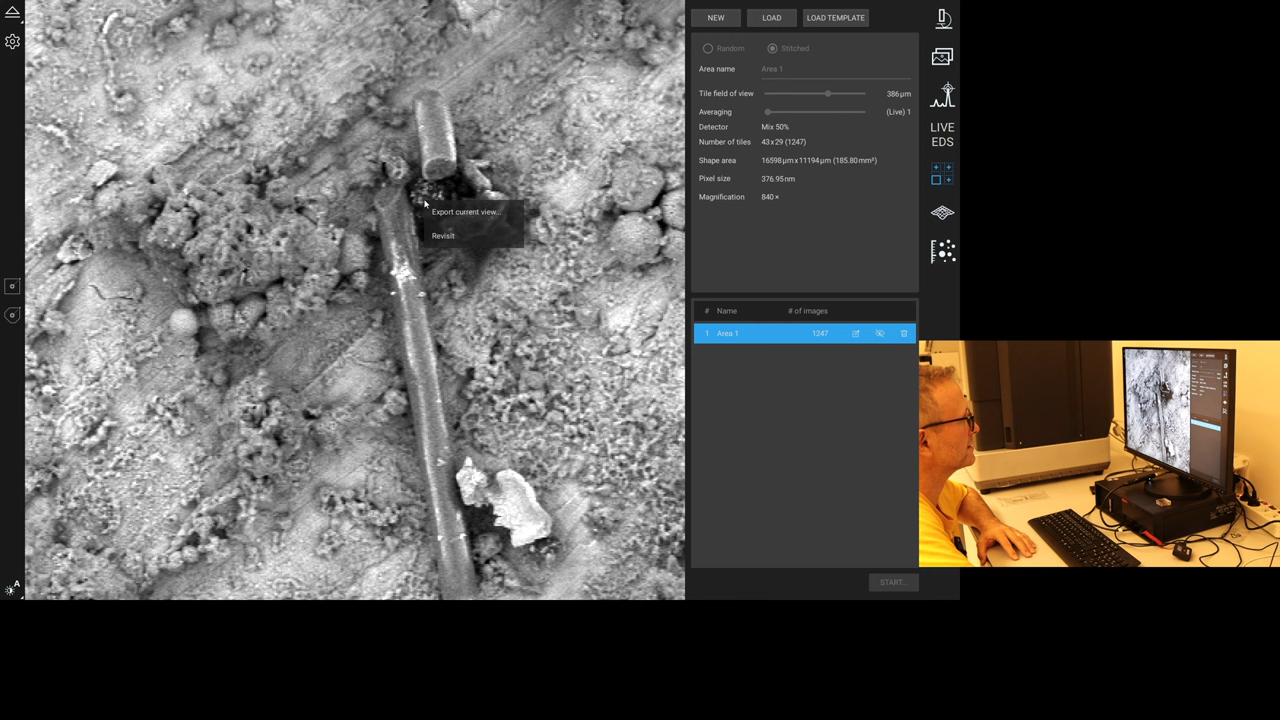 NEW LOAD LOAD TEMPLATE
Random Stitched
Area name Area 1
Tile field of view 386 µm
Averaging (Live) 1
Detector Mix 50%
Number of tiles 43 x 29 (1247)
Shape area 16598 µm x 11194 µm (185.80 mm²)
Pixel size 376.95 nm
Magnification 840 ×
LIVE
EDS
Export current view...
Revisit
# Name # of images
1 Area 1 1247
START...
A